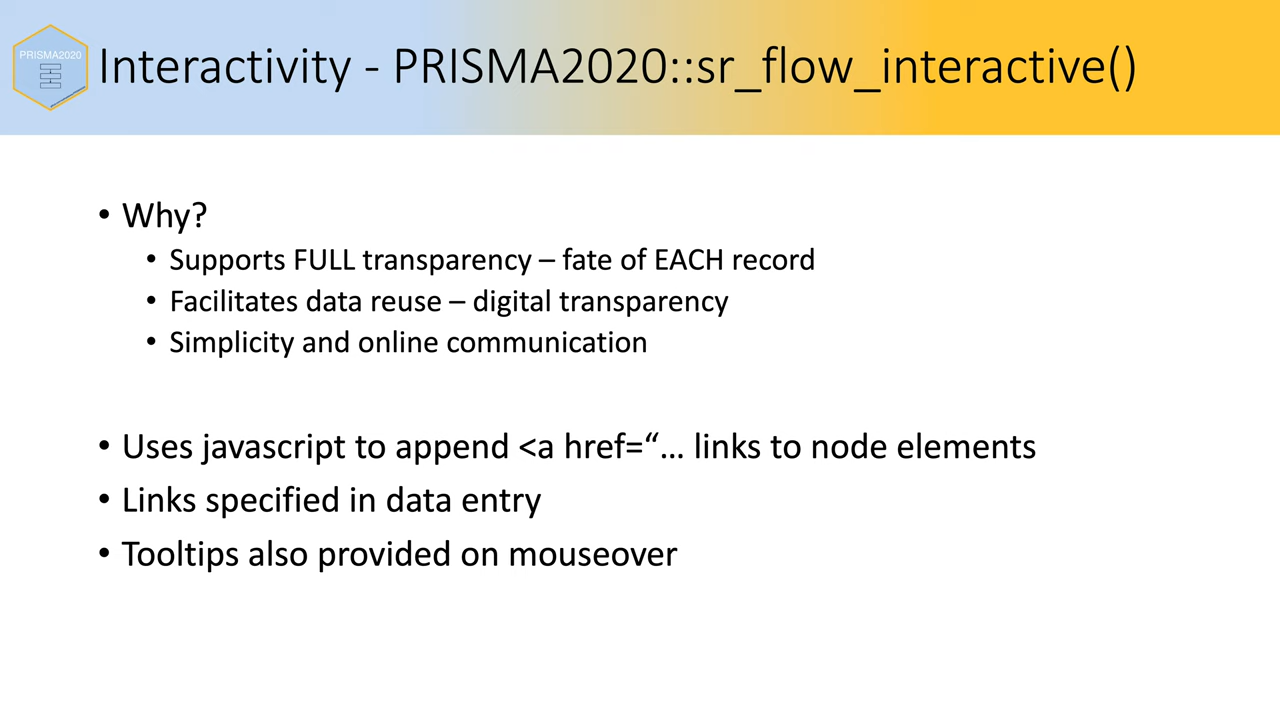 PRISMA2020
Interactivity - PRISMA2020::sr_flow_interactive()
• Why?
• Supports FULL transparency – fate of EACH record
• Facilitates data reuse – digital transparency
• Simplicity and online communication
• Uses javascript to append <a href=“… links to node elements
• Links specified in data entry
• Tooltips also provided on mouseover